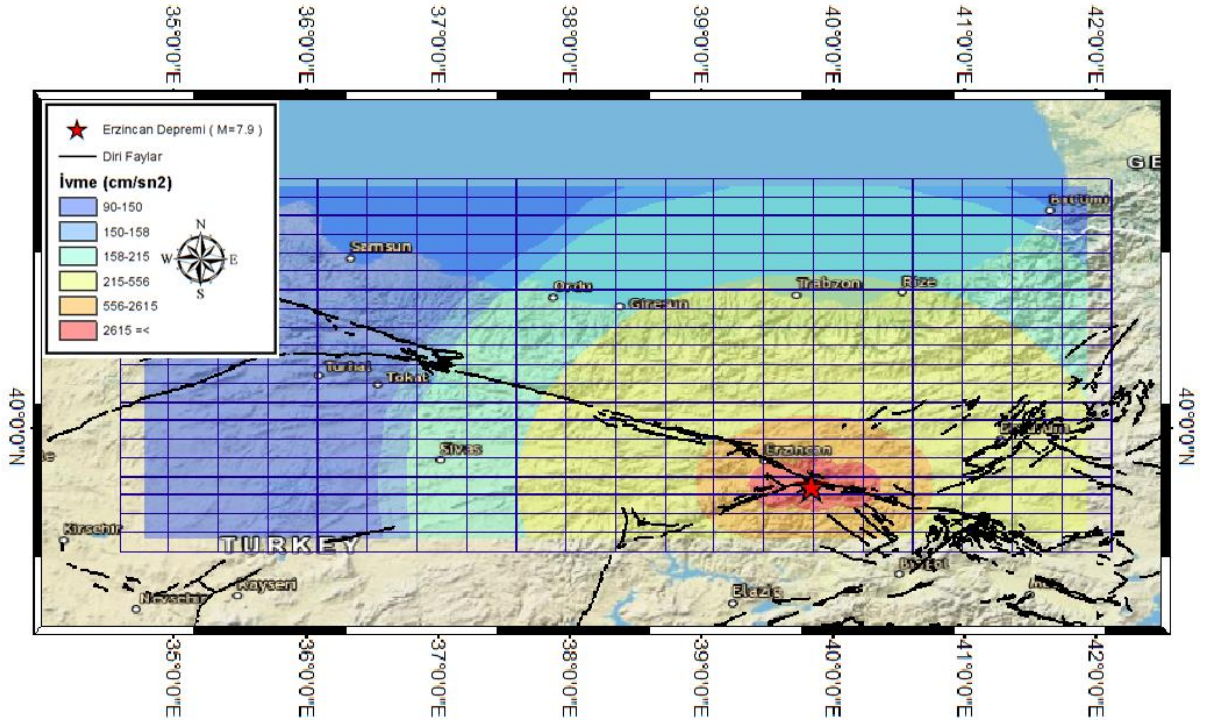 35°0'0"E 36°0'0"E 37°0'0"E 38°0'0"E 39°0'0"E 40°0'0"E 41°0'0"E 42°0'0"E
Erzincan Depremi ( M=7.9 )
Diri Faylar
İvme (cm/sn2)
90-150
150-158
158-215
215-556
556-2615
2615 =<
N
W E
S
GE
Bat'umi
Samsun
Ordu
Giresun
Trabzon
Rize
Turhal
Tokat
40°0'0"N
40°0'0"N
Sivas
Erzincan
Erzurum
Kirsehir
TURKEY
Kayseri
Nevsehir
Bingol
Elazig
35°0'0"E 36°0'0"E 37°0'0"E 38°0'0"E 39°0'0"E 40°0'0"E 41°0'0"E 42°0'0"E